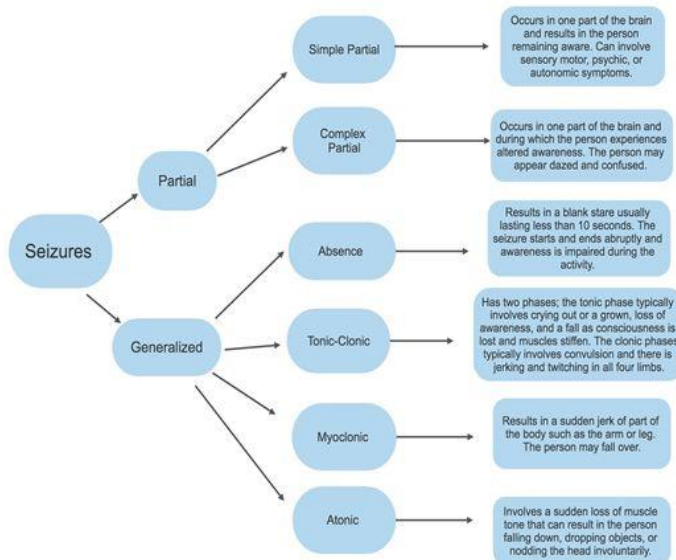 Seizures
Partial
Simple Partial
Occurs in one part of the brain
and results in the person
remaining aware. Can involve
sensory motor, psychic, or
autonomic symptoms.
Complex
Partial
Occurs in one part of the brain and
during which the person experiences
altered awareness. The person may
appear dazed and confused.
Generalized
Absence
Results in a blank stare usually
lasting less than 10 seconds. The
seizure starts and ends abruptly and
awareness is impaired during the
activity.
Tonic-Clonic
Has two phases; the tonic phase typically
involves crying out or a grown, loss of
awareness, and a fall as consciousness is
lost and muscles stiffen. The clonic phases
typically involves convulsion and there is
jerking and twitching in all four limbs.
Myoclonic
Results in a sudden jerk of part of
the body such as the arm or leg.
The person may fall over.
Atonic
Involves a sudden loss of muscle
tone that can result in the person
falling down, dropping objects, or
nodding the head involuntarily.